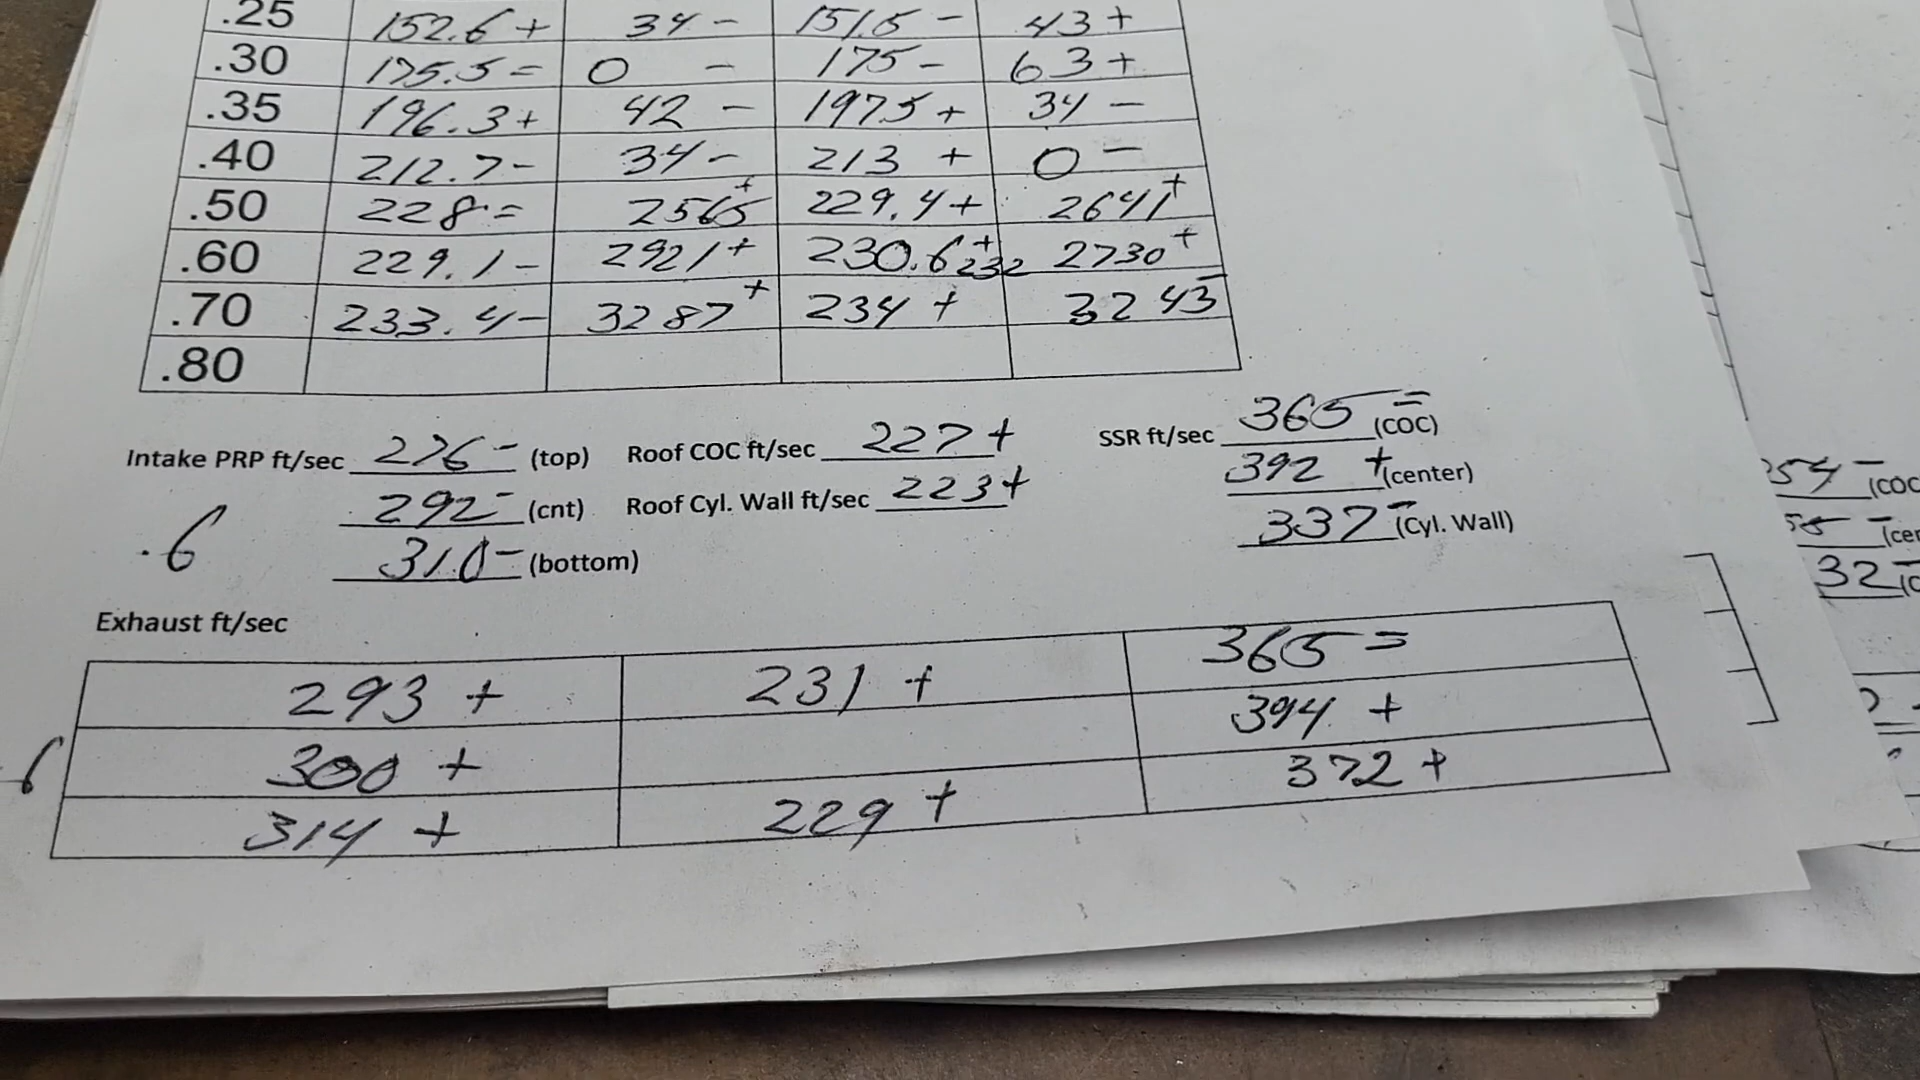 .25 152.6 + 34 - 151.5 - 43 +
.30 175.5 = 0 - 175 - 63 +
.35 196.3 + 42 - 197.5 + 34 -
.40 212.7 - 34 - 213 + 0 -
.50 228 = 2565 + 229.4 + 2641 +
.60 229.1 - 2921 + 230.6 + 232 2730 +
.70 233.4 - 3287 + 234 + 3243 -
.80
Intake PRP ft/sec 276 - (top) Roof COC ft/sec 227 + SSR ft/sec 365 = (COC)
292 - (cnt) Roof Cyl. Wall ft/sec 223 + 392 + (center)
.6 310 - (bottom) 337 - (Cyl. Wall)
Exhaust ft/sec
293 + 231 + 365 =
.6 300 + 394 +
314 + 229 + 372 +
54 - (COC
(cen
32